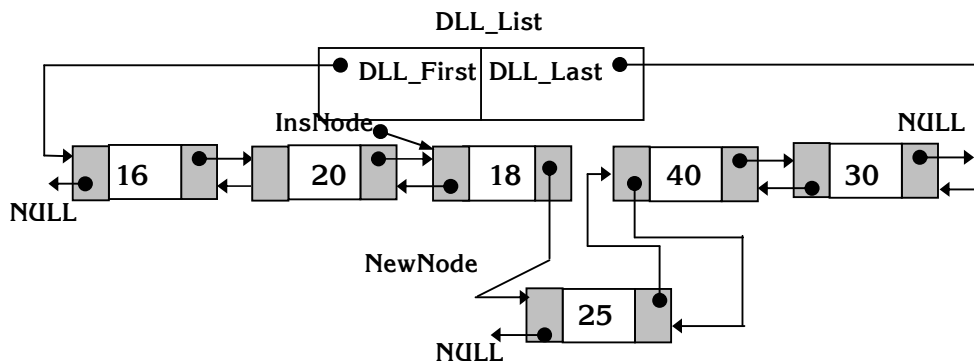 DLL_List
DLL_First DLL_Last
InsNode
NULL
16 20 18 40 30
NULL
NewNode
25
NULL